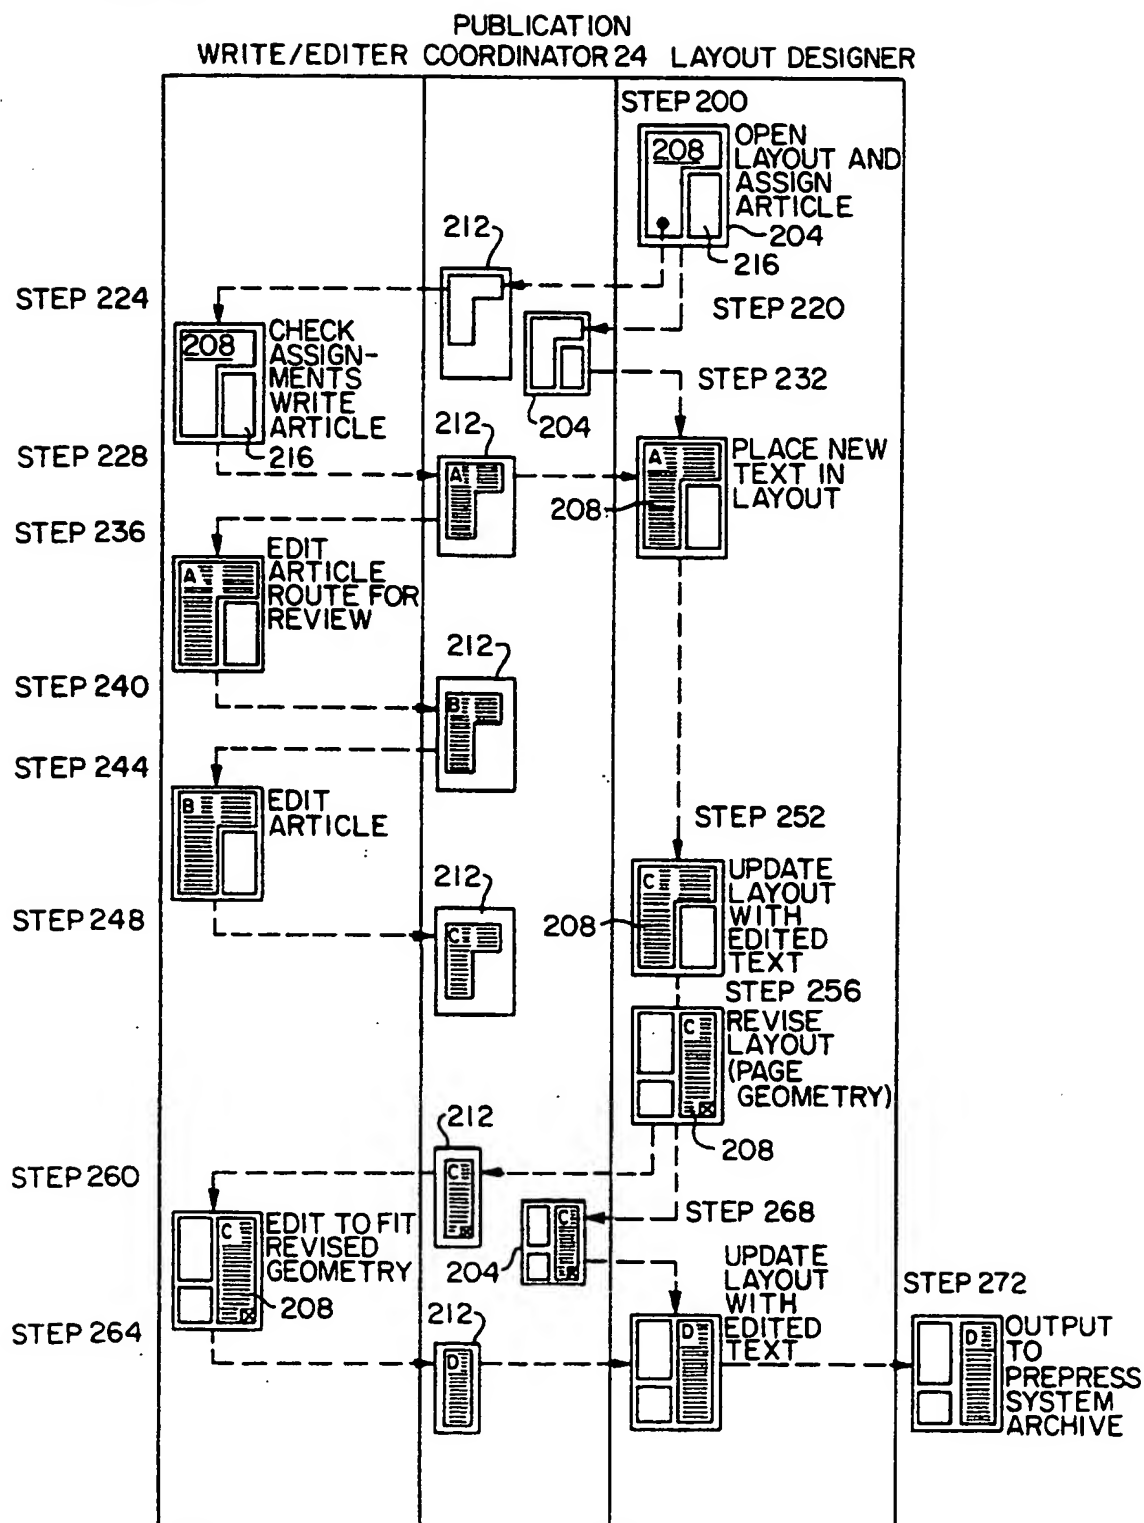 PUBLICATION
WRITE/EDITER COORDINATOR 24 LAYOUT DESIGNER
STEP 200
OPEN
LAYOUT AND
ASSIGN
ARTICLE
208
204
216
212
STEP 224
STEP 220
CHECK
ASSIGN-
MENTS
WRITE
ARTICLE
208
216
204
STEP 232
STEP 228
212
A
PLACE NEW
TEXT IN
LAYOUT
A
208
STEP 236
EDIT
ARTICLE
ROUTE FOR
REVIEW
A
212
STEP 240
B
STEP 244
EDIT
ARTICLE
B
STEP 252
UPDATE
LAYOUT
WITH
EDITED
TEXT
C
208
212
STEP 248
C
STEP 256
REVISE
LAYOUT
(PAGE
GEOMETRY)
C
208
212
STEP 260
C
STEP 268
C
204
EDIT TO FIT
REVISED
GEOMETRY
C
208
UPDATE
LAYOUT
WITH
EDITED
TEXT
D
STEP 264
212
D
STEP 272
OUTPUT
TO
PREPRESS
SYSTEM
ARCHIVE
D